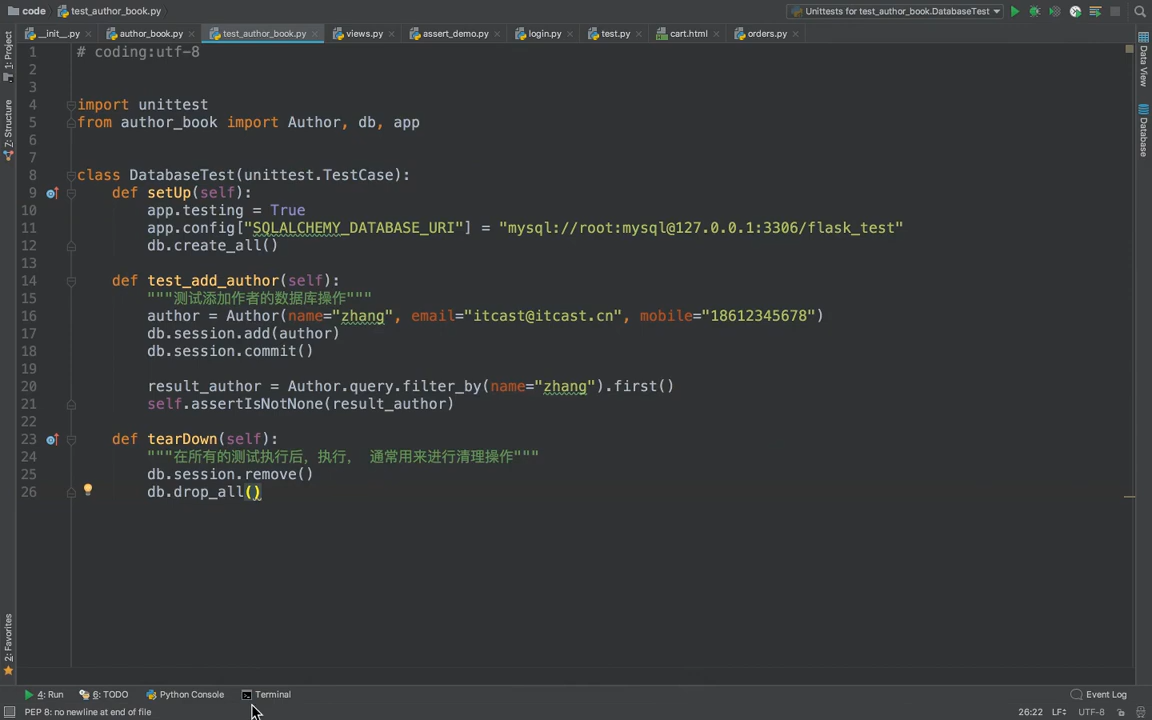 code test_author_book.py Unittests for test_author_book.DatabaseTest
__init__.py author_book.py test_author_book.py views.py assert_demo.py login.py test.py cart.html orders.py
1: Project
Z: Structure
2: Favorites
Data View
Database
1 # coding:utf-8
2
3
4 import unittest
5 from author_book import Author, db, app
6
7
8 class DatabaseTest(unittest.TestCase):
9 def setUp(self):
10 app.testing = True
11 app.config["SQLALCHEMY_DATABASE_URI"] = "mysql://root:mysql@127.0.0.1:3306/flask_test"
12 db.create_all()
13
14 def test_add_author(self):
15 """测试添加作者的数据库操作"""
16 author = Author(name="zhang", email="itcast@itcast.cn", mobile="18612345678")
17 db.session.add(author)
18 db.session.commit()
19
20 result_author = Author.query.filter_by(name="zhang").first()
21 self.assertIsNotNone(result_author)
22
23 def tearDown(self):
24 """在所有的测试执行后，执行， 通常用来进行清理操作"""
25 db.session.remove()
26 db.drop_all()
4: Run 6: TODO Python Console Terminal Event Log
PEP 8: no newline at end of file 26:22 LF UTF-8